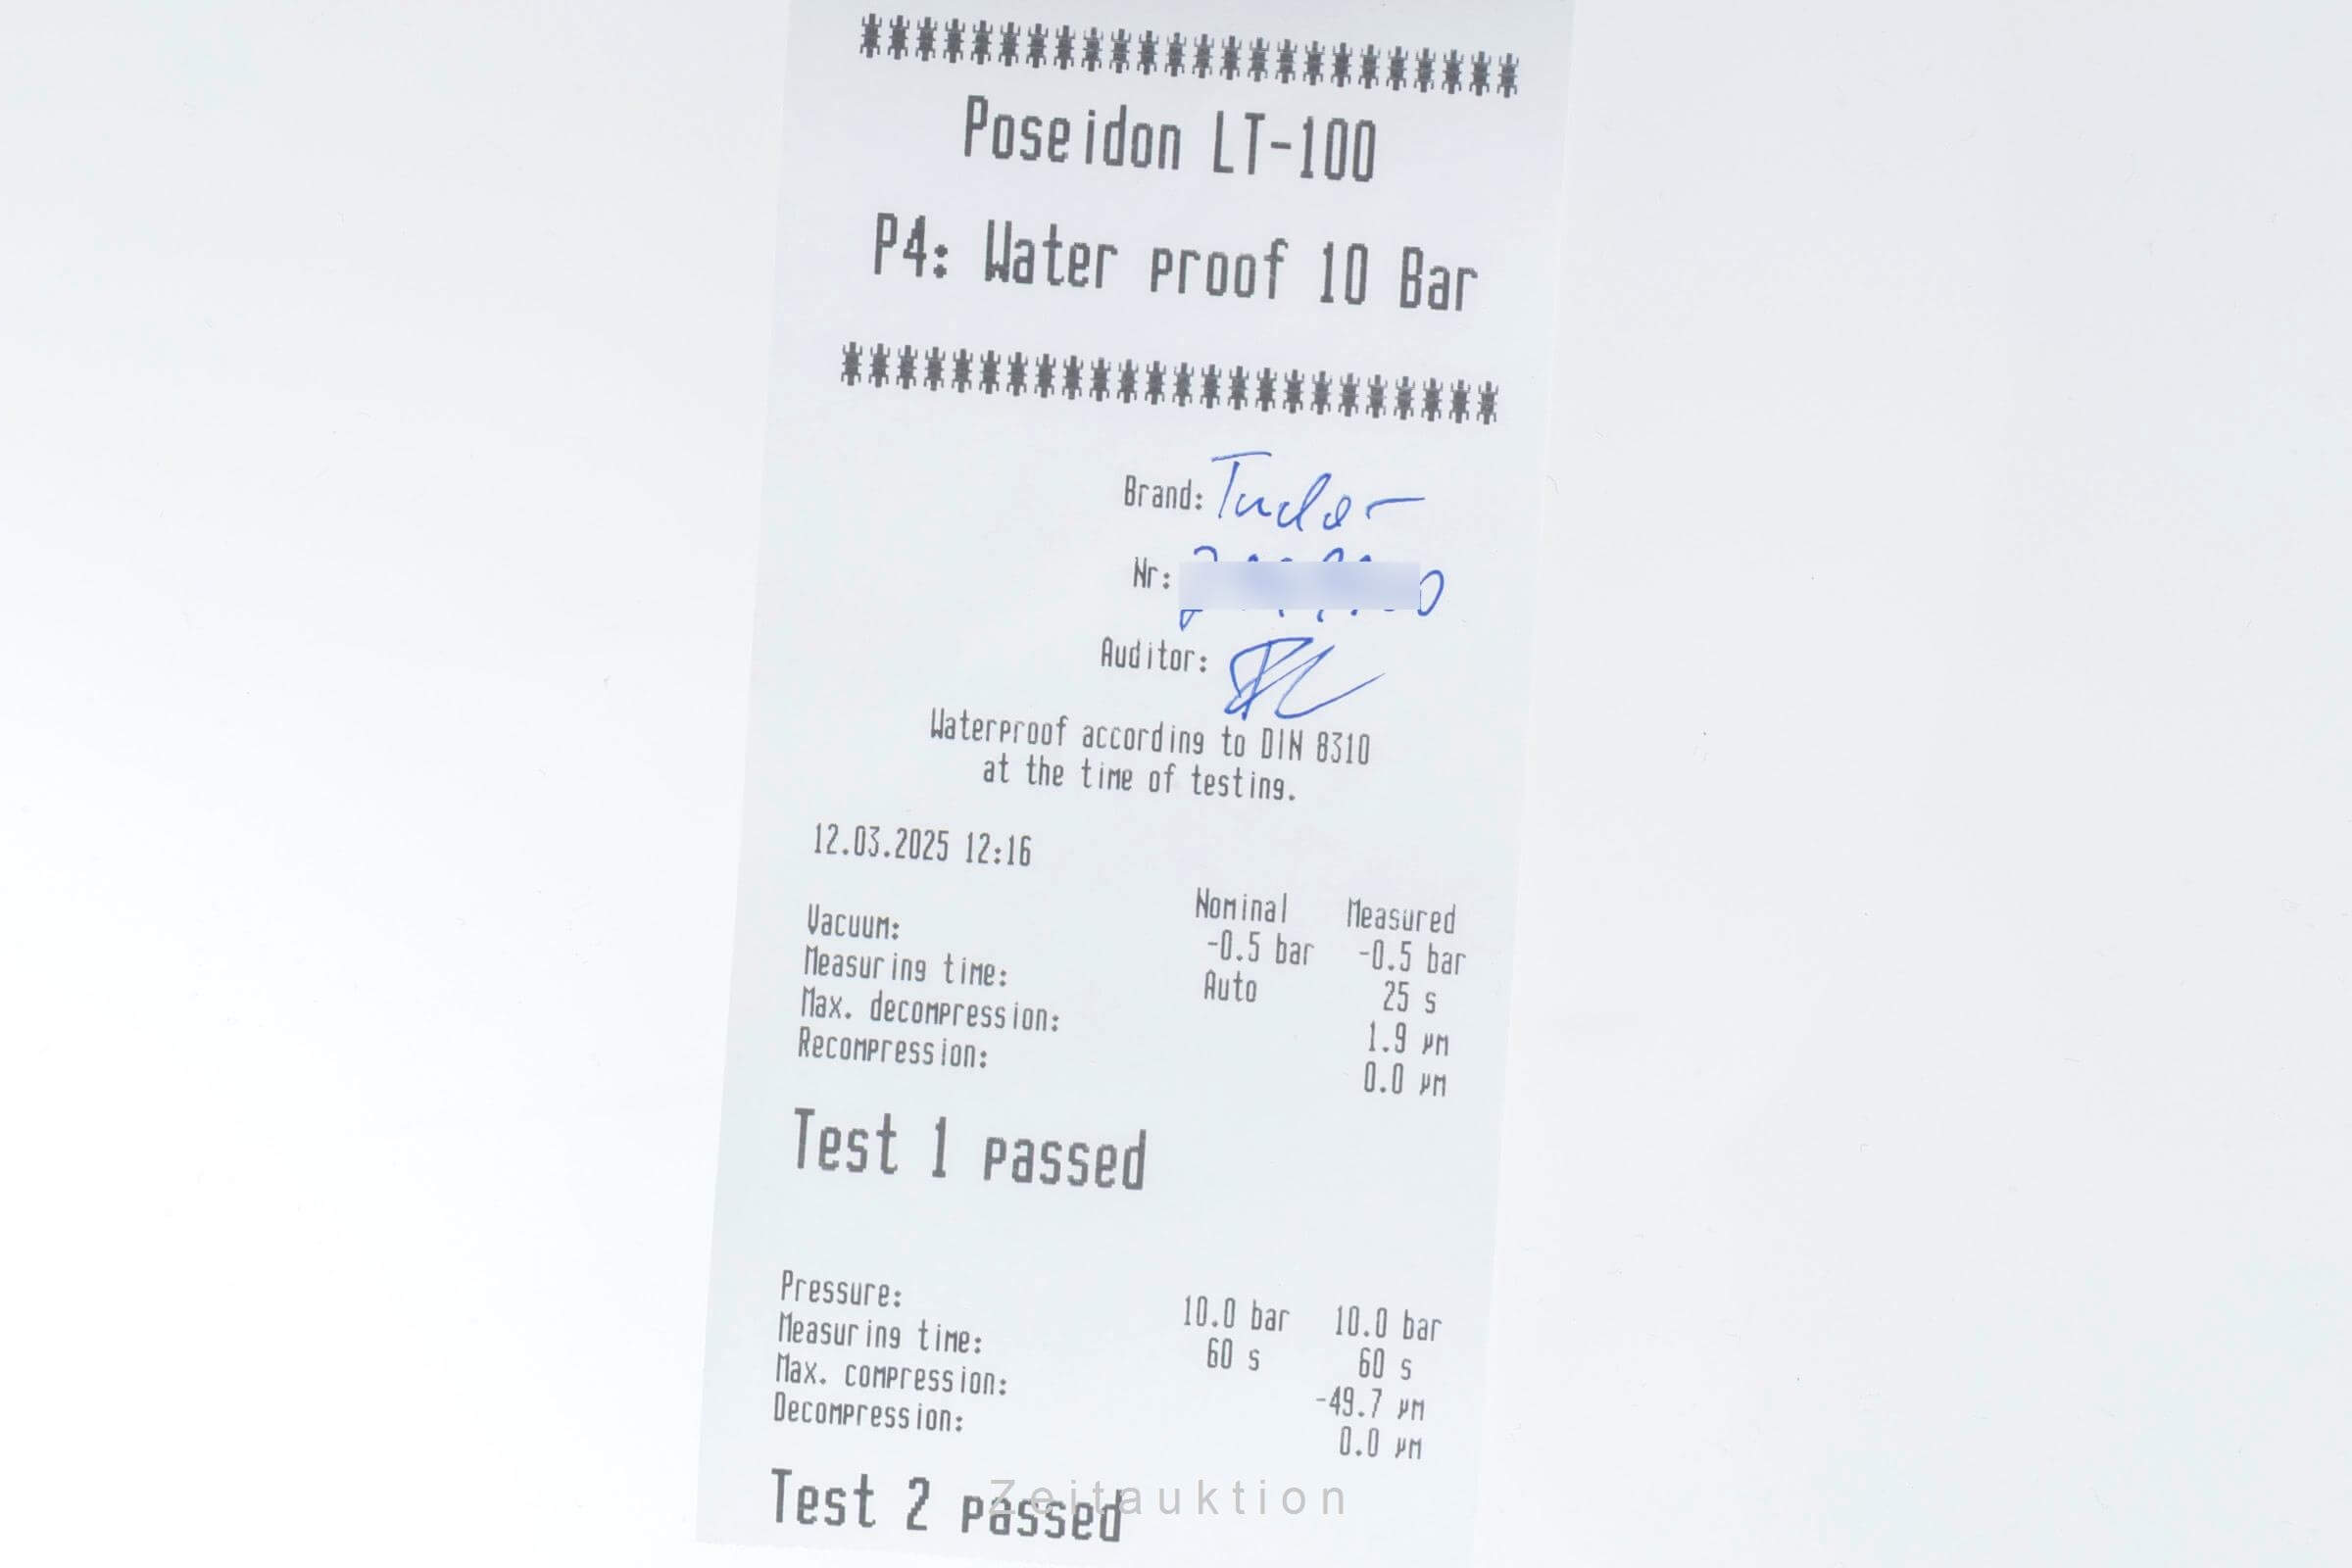 ************************
Poseidon LT-100
P4: Water proof 10 Bar
************************
Brand: Tudor
Nr:
Auditor:
Waterproof according to DIN 8310
at the time of testing.
12.03.2025 12:16
Nominal Measured
Vacuum: -0.5 bar -0.5 bar
Measuring time: Auto 25 s
Max. decompression: 1.9 µm
Recompression: 0.0 µm
Test 1 passed
Pressure: 10.0 bar 10.0 bar
Measuring time: 60 s 60 s
Max. compression: -49.7 µm
Decompression: 0.0 µm
Test 2 passed
Zeitauktion